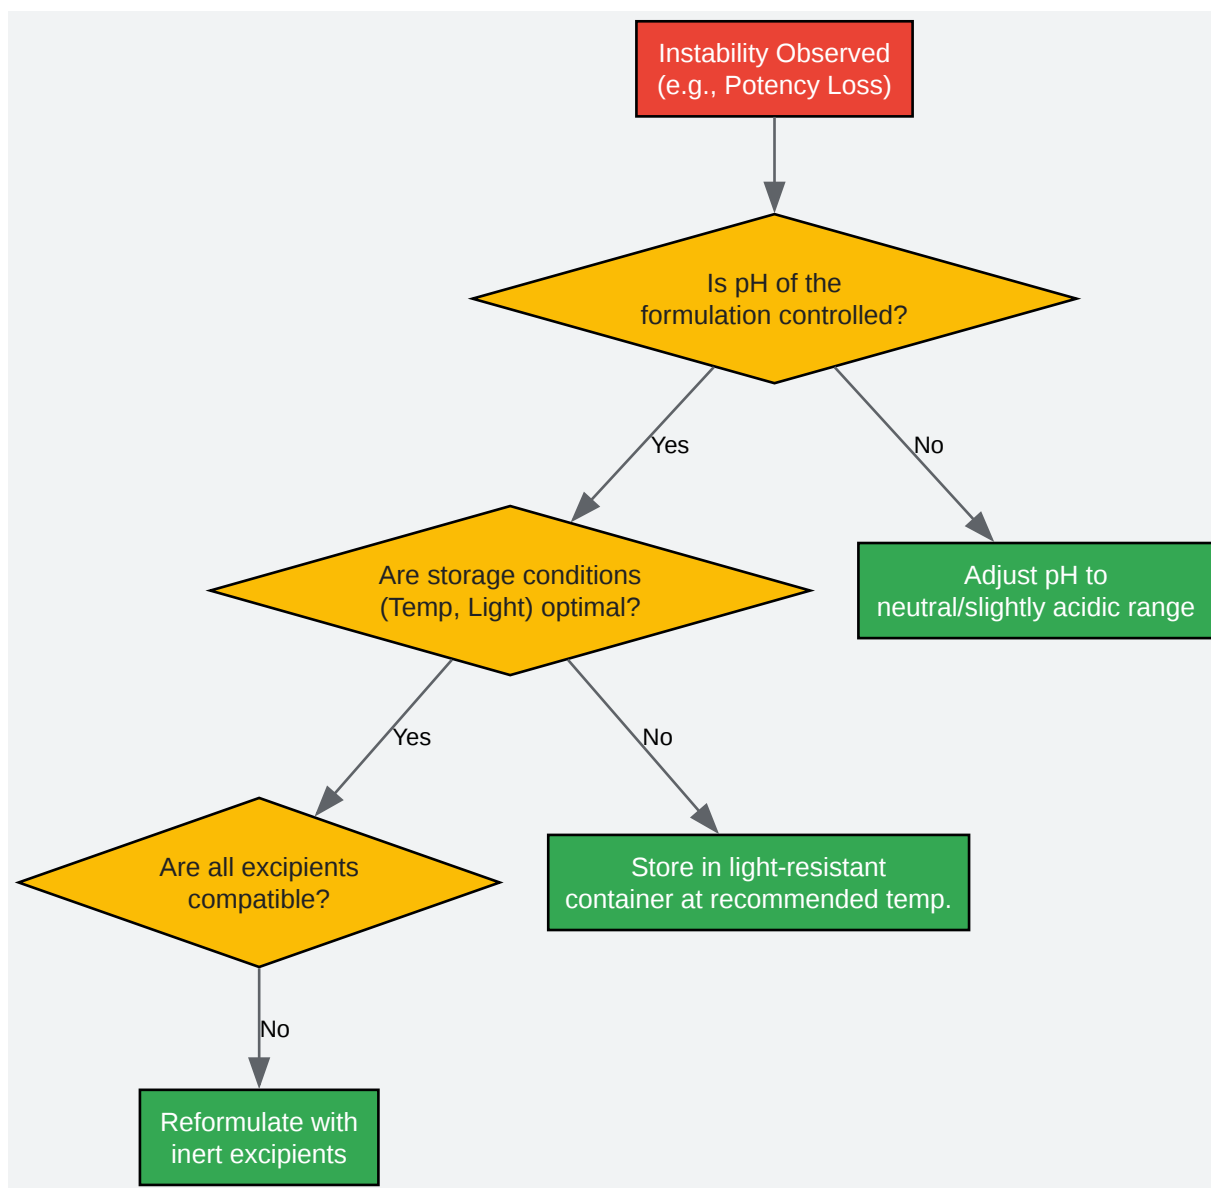 Instability Observed
(e.g., Potency Loss)
Is pH of the
formulation controlled?
Yes
No
Are storage conditions
(Temp, Light) optimal?
Adjust pH to
neutral/slightly acidic range
Yes
No
Are all excipients
compatible?
Store in light-resistant
container at recommended temp.
No
Reformulate with
inert excipients